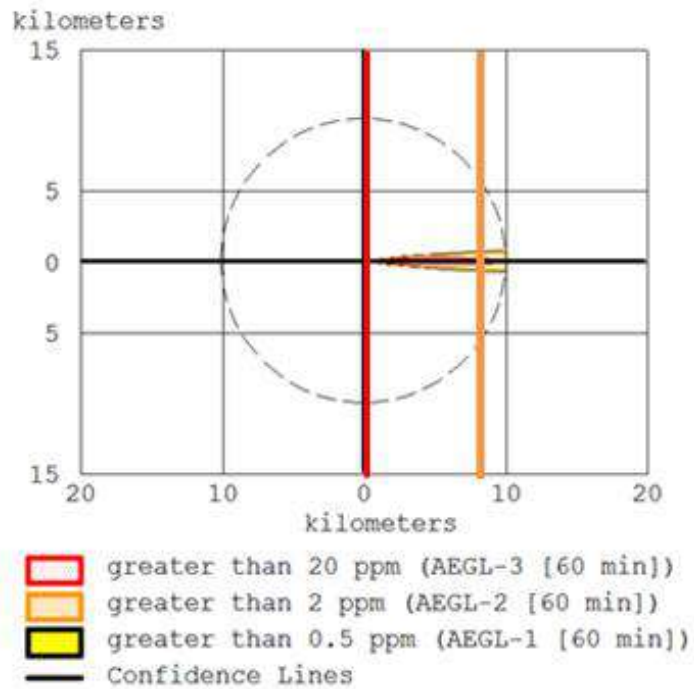 kilometers
15
5
0
5
15
20 10 0 10 20
kilometers
greater than 20 ppm (AEGL-3 [60 min])
greater than 2 ppm (AEGL-2 [60 min])
greater than 0.5 ppm (AEGL-1 [60 min])
Confidence Lines